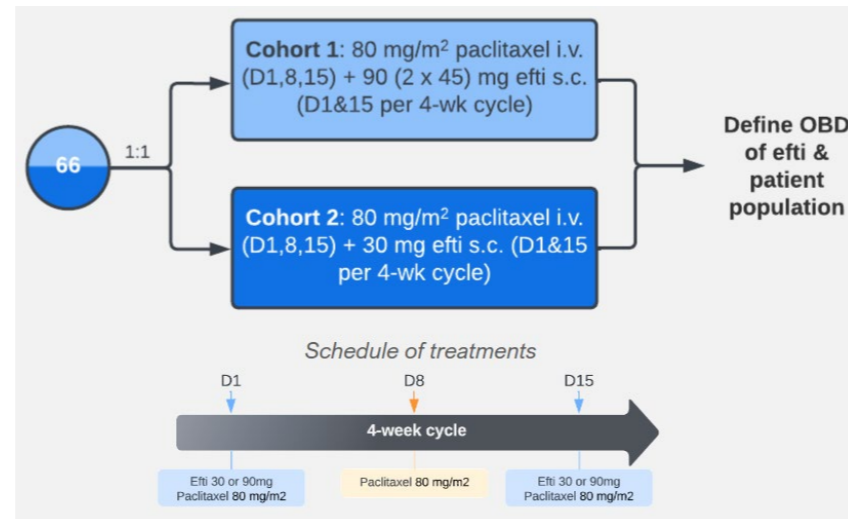 Cohort 1: 80 mg/m² paclitaxel i.v.
(D1,8,15) + 90 (2 x 45) mg efti s.c.
(D1&15 per 4-wk cycle)
66
1:1
Define OBD
of efti &
patient
population
Cohort 2: 80 mg/m² paclitaxel i.v.
(D1,8,15) + 30 mg efti s.c. (D1&15
per 4-wk cycle)
Schedule of treatments
D1
D8
D15
4-week cycle
Efti 30 or 90mg
Paclitaxel 80 mg/m2
Paclitaxel 80 mg/m2
Efti 30 or 90mg
Paclitaxel 80 mg/m2